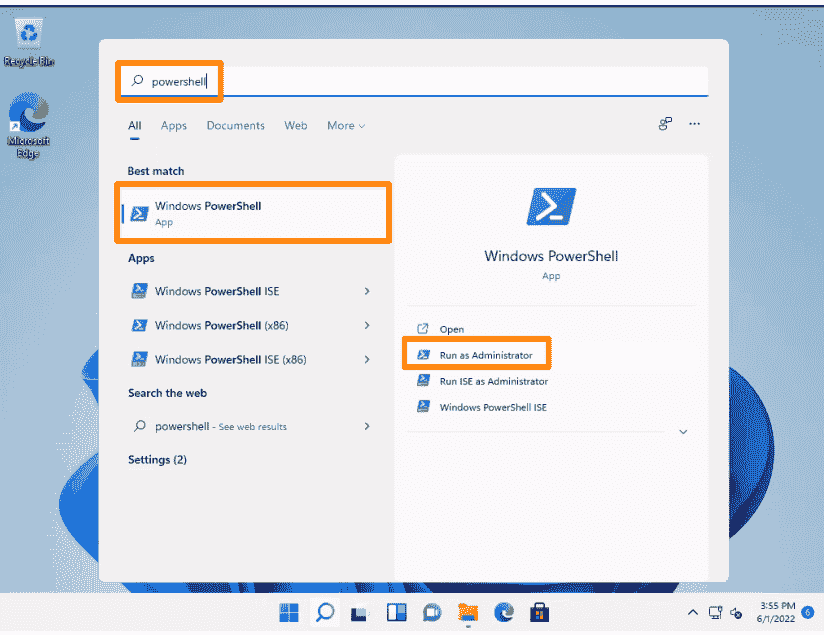 Recycle Bin
Microsoft
Edge
powershell
All Apps Documents Web More
Best match
Windows PowerShell
App
Apps
Windows PowerShell ISE
Windows PowerShell (x86)
Windows PowerShell ISE (x86)
Search the web
powershell - See web results
Settings (2)
Windows PowerShell
App
Open
Run as Administrator
Run ISE as Administrator
Windows PowerShell ISE
3:55 PM
6/1/2022
6